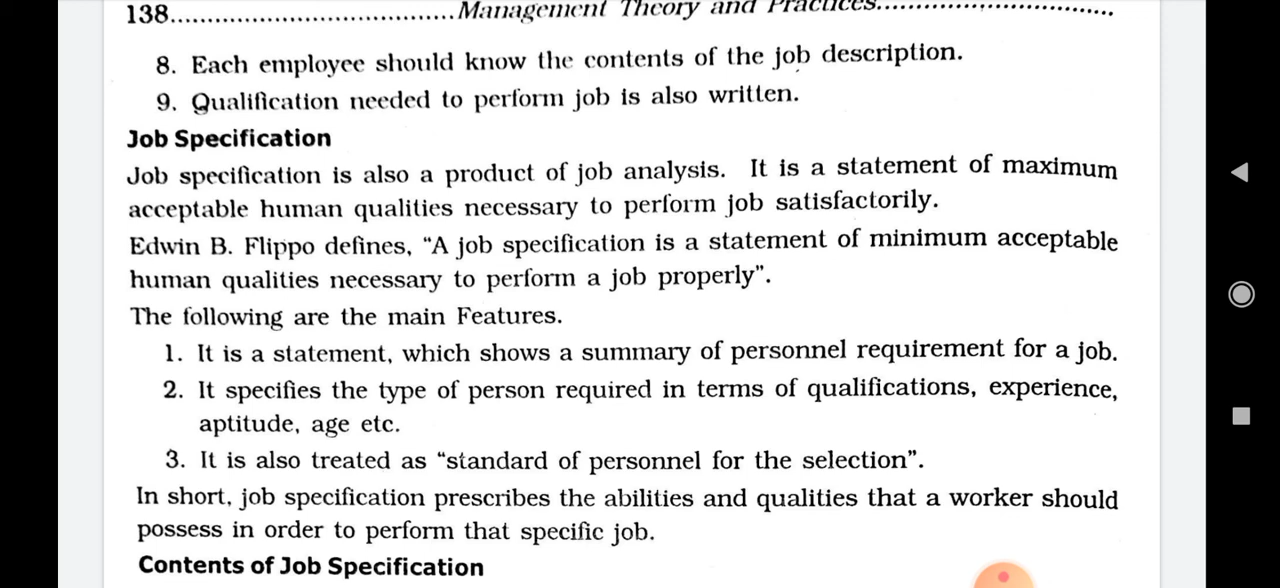 138.................................Management Theory and Practices.................................
8. Each employee should know the contents of the job description.
9. Qualification needed to perform job is also written.
Job Specification
Job specification is also a product of job analysis. It is a statement of maximum
acceptable human qualities necessary to perform job satisfactorily.
Edwin B. Flippo defines, “A job specification is a statement of minimum acceptable
human qualities necessary to perform a job properly”.
The following are the main Features.
1. It is a statement, which shows a summary of personnel requirement for a job.
2. It specifies the type of person required in terms of qualifications, experience,
aptitude, age etc.
3. It is also treated as “standard of personnel for the selection”.
In short, job specification prescribes the abilities and qualities that a worker should
possess in order to perform that specific job.
Contents of Job Specification